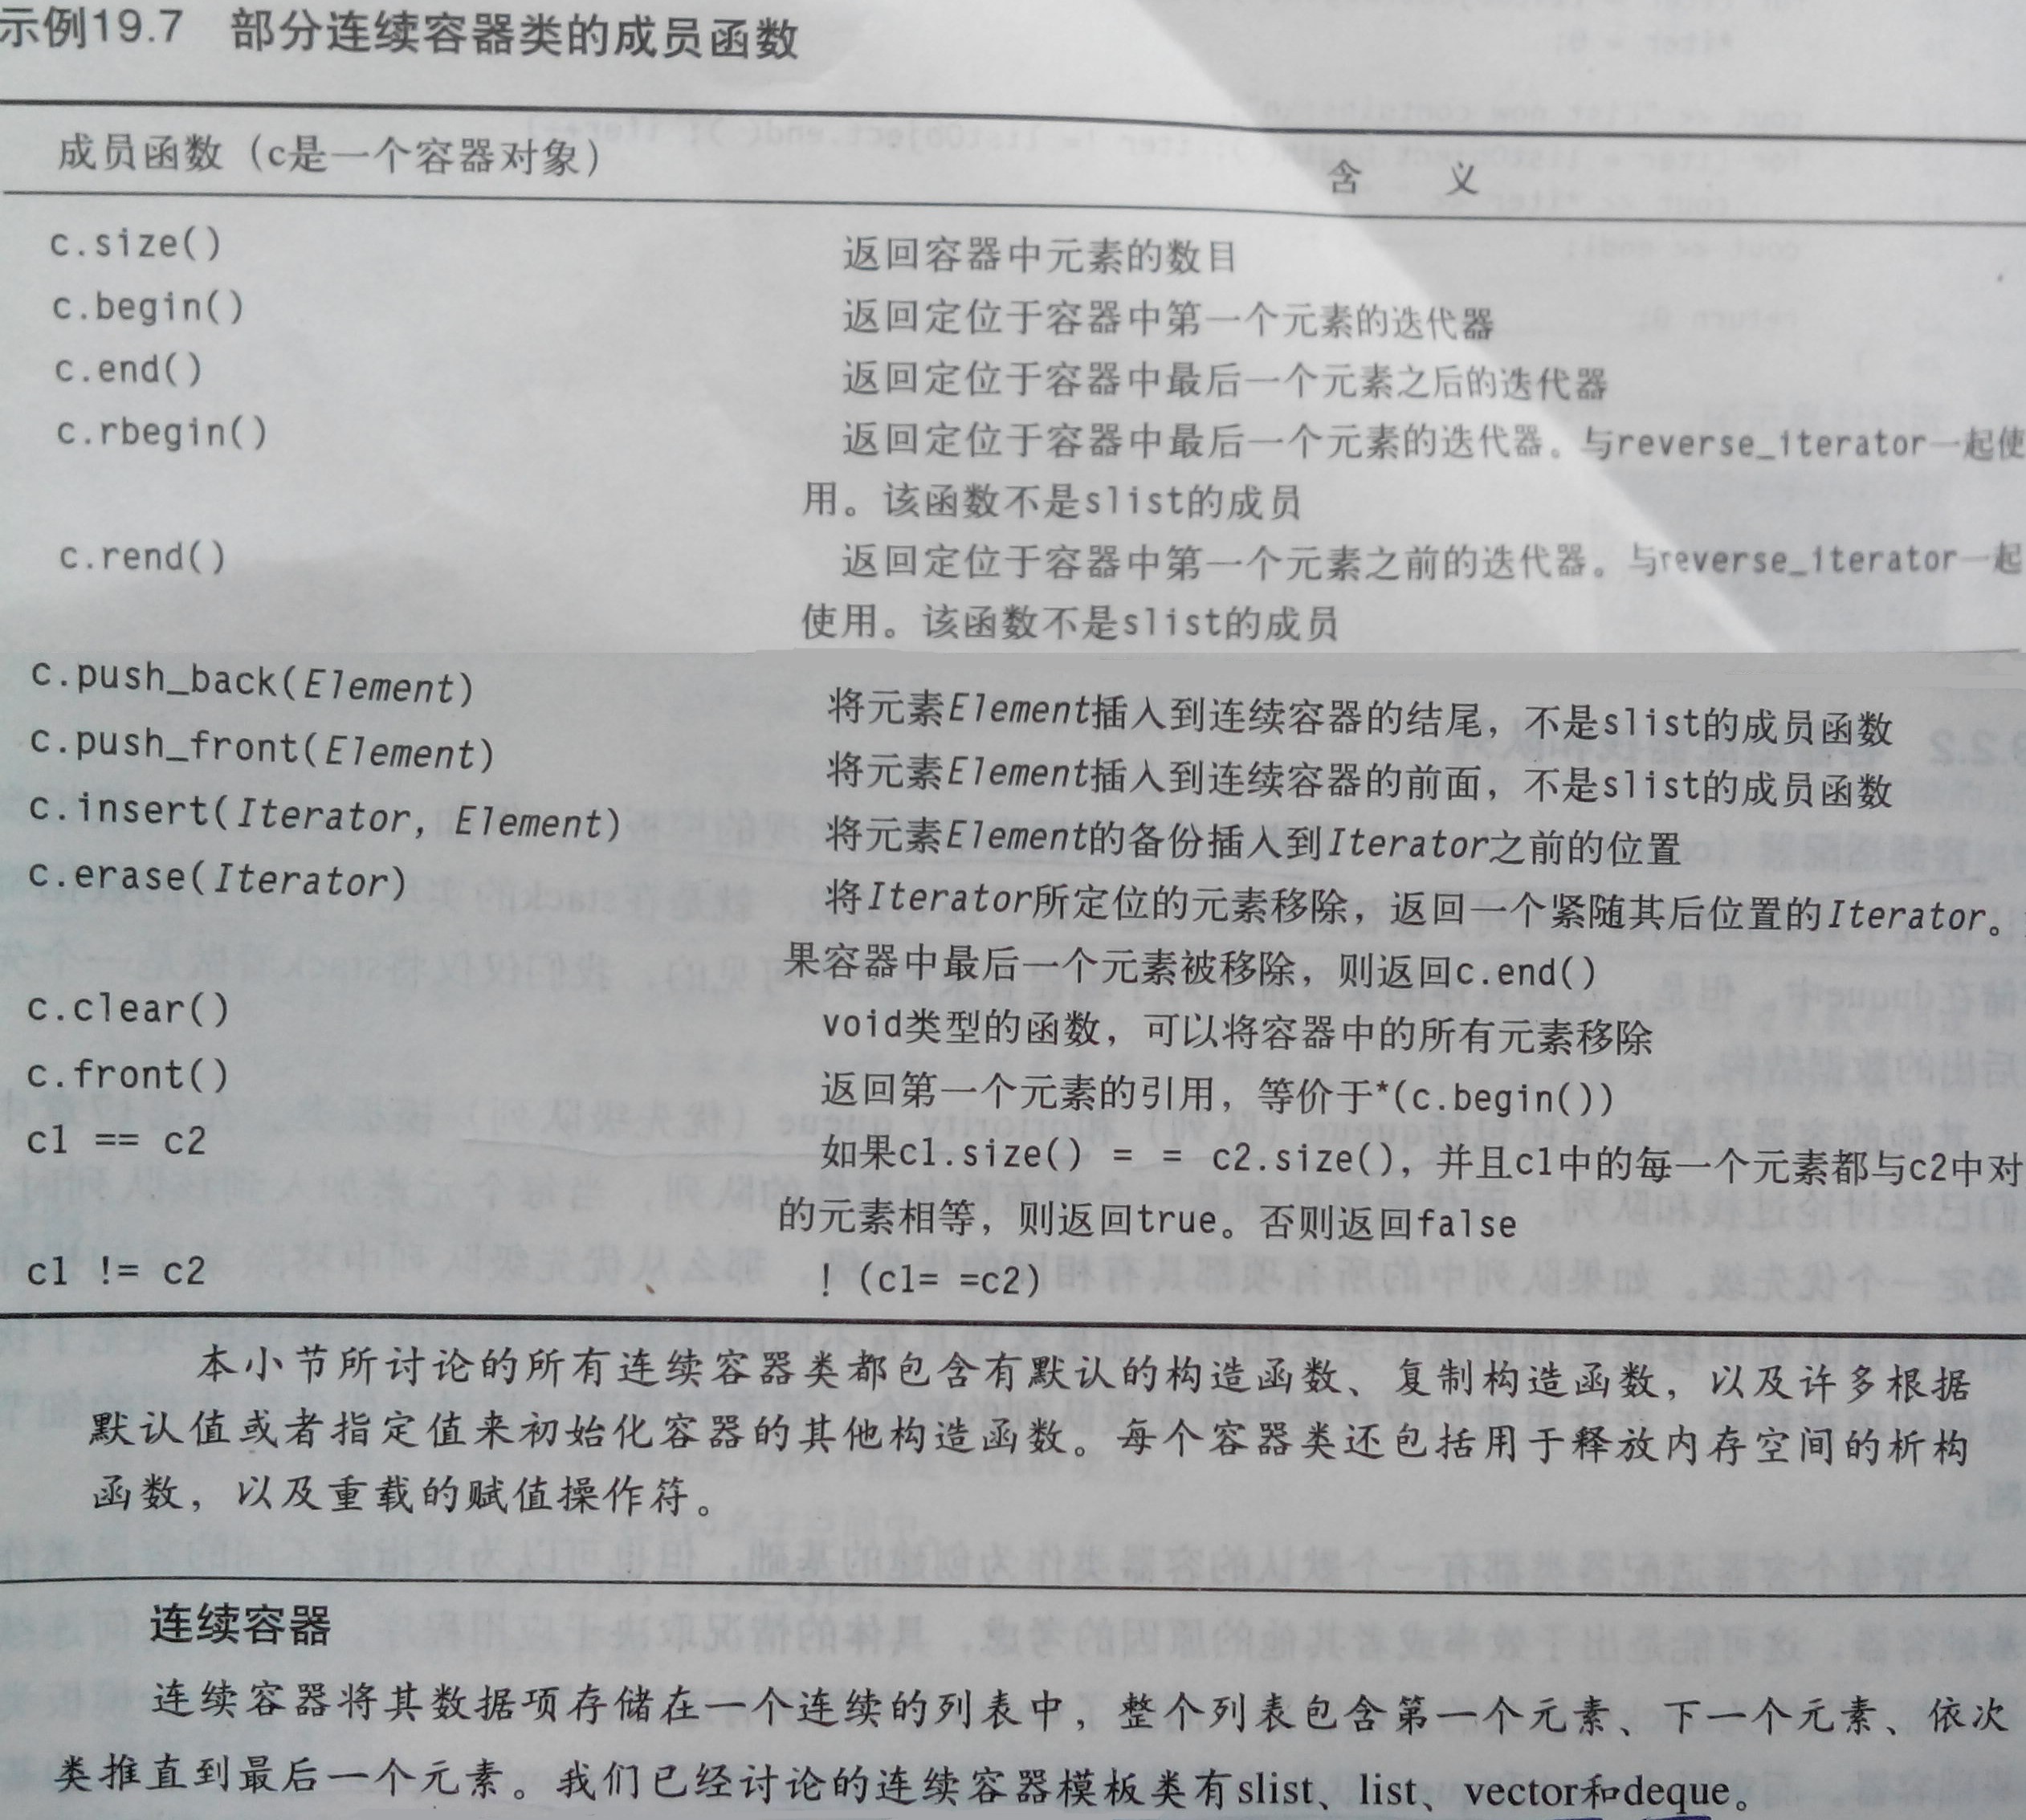 示例19.7 部分连续容器类的成员函数
成员函数（c是一个容器对象） 含 义
c.size() 返回容器中元素的数目
c.begin() 返回定位于容器中第一个元素的迭代器
c.end() 返回定位于容器中最后一个元素之后的迭代器
c.rbegin() 返回定位于容器中最后一个元素的迭代器。与reverse_iterator一起使
用。该函数不是slist的成员
c.rend() 返回定位于容器中第一个元素之前的迭代器。与reverse_iterator一起
使用。该函数不是slist的成员
c.push_back(Element) 将元素Element插入到连续容器的结尾，不是slist的成员函数
c.push_front(Element) 将元素Element插入到连续容器的前面，不是slist的成员函数
c.insert(Iterator, Element) 将元素Element的备份插入到Iterator之前的位置
c.erase(Iterator) 将Iterator所定位的元素移除，返回一个紧随其后位置的Iterator。
果容器中最后一个元素被移除，则返回c.end()
c.clear() void类型的函数，可以将容器中的所有元素移除
c.front() 返回第一个元素的引用，等价于*(c.begin())
c1 == c2 如果c1.size() = = c2.size()，并且c1中的每一个元素都与c2中对
的元素相等，则返回true。否则返回false
c1 != c2 ! (c1= =c2)
本小节所讨论的所有连续容器类都包含有默认的构造函数、复制构造函数，以及许多根据
默认值或者指定值来初始化容器的其他构造函数。每个容器类还包括用于释放内存空间的析构
函数，以及重载的赋值操作符。
连续容器
连续容器将其数据项存储在一个连续的列表中，整个列表包含第一个元素、下一个元素、依次
类推直到最后一个元素。我们已经讨论的连续容器模板类有slist、list、vector和deque。